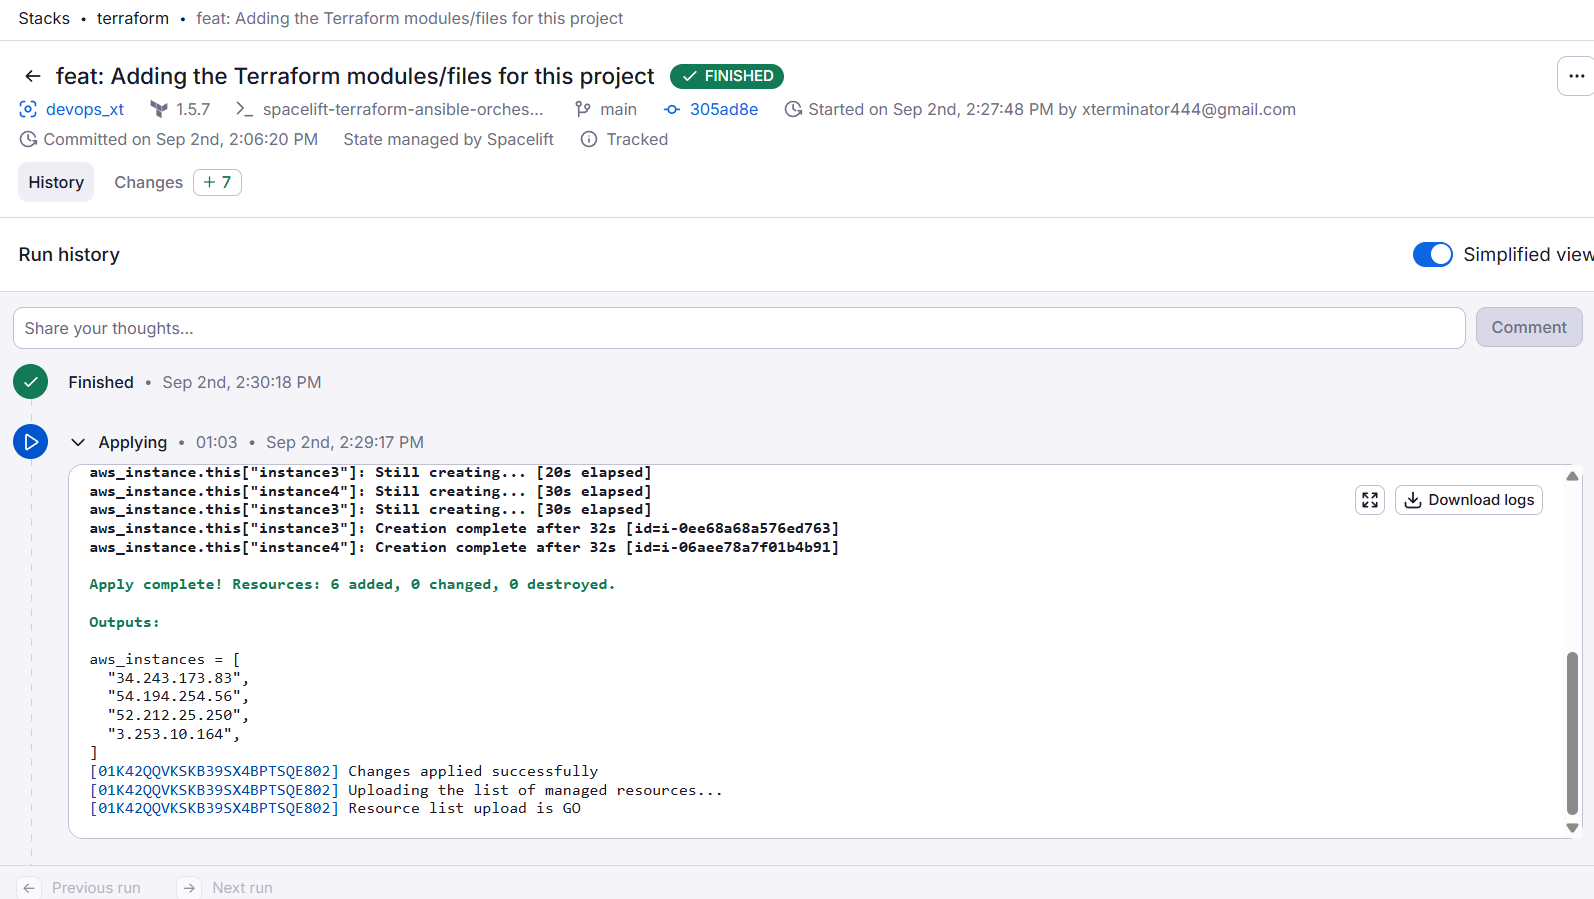 Stacks • terraform • feat: Adding the Terraform modules/files for this project
feat: Adding the Terraform modules/files for this project FINISHED
devops_xt 1.5.7 spacelift-terraform-ansible-orches... main 305ad8e Started on Sep 2nd, 2:27:48 PM by xterminator444@gmail.com
Committed on Sep 2nd, 2:06:20 PM State managed by Spacelift Tracked
History Changes + 7
Run history Simplified view
Share your thoughts... Comment
Finished • Sep 2nd, 2:30:18 PM
Applying • 01:03 • Sep 2nd, 2:29:17 PM
aws_instance.this["instance3"]: Still creating... [20s elapsed]
aws_instance.this["instance4"]: Still creating... [30s elapsed]
Download logs
aws_instance.this["instance3"]: Still creating... [30s elapsed]
aws_instance.this["instance3"]: Creation complete after 32s [id=i-0ee68a68a576ed763]
aws_instance.this["instance4"]: Creation complete after 32s [id=i-06aee78a7f01b4b91]
Apply complete! Resources: 6 added, 0 changed, 0 destroyed.
Outputs:
aws_instances = [
"34.243.173.83",
"54.194.254.56",
"52.212.25.250",
"3.253.10.164",
]
[01K42QQVKSKB39SX4BPTSQE802] Changes applied successfully
[01K42QQVKSKB39SX4BPTSQE802] Uploading the list of managed resources...
[01K42QQVKSKB39SX4BPTSQE802] Resource list upload is GO
Previous run Next run